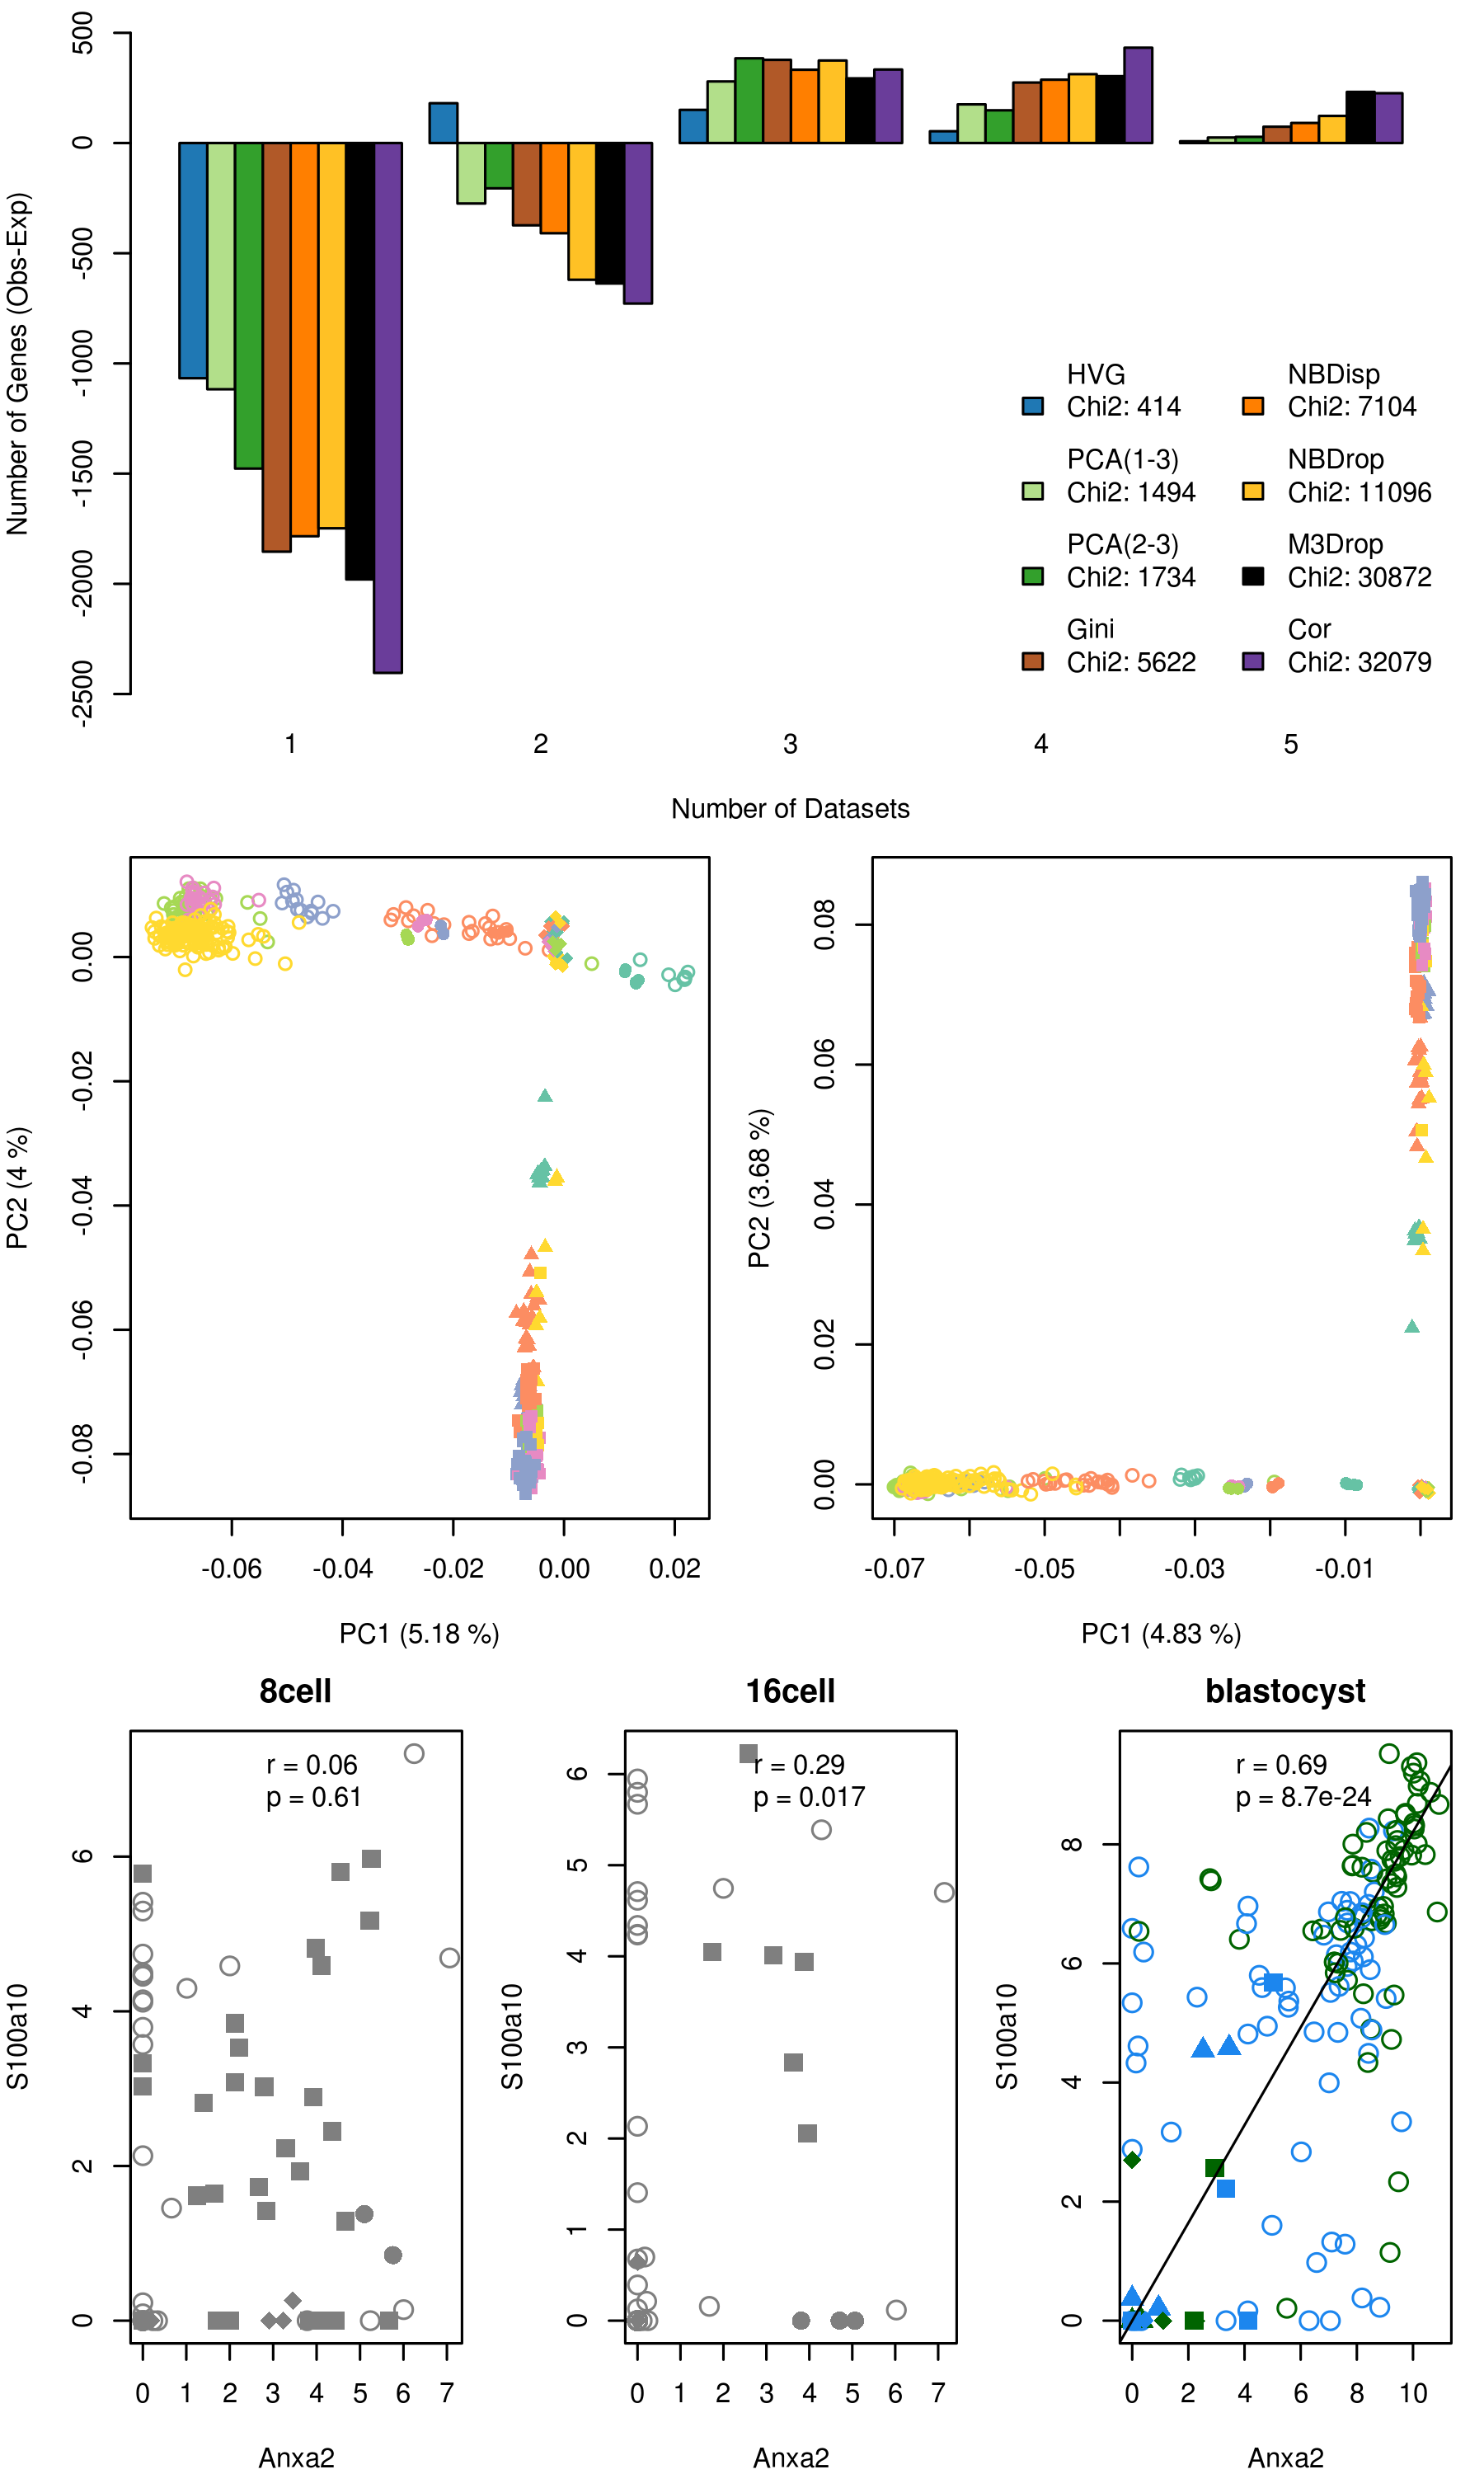 Number of Genes (Obs-Exp)
500
0
-500
-1000
-1500
-2000
-2500
HVG
Chi2: 414
PCA(1-3)
Chi2: 1494
PCA(2-3)
Chi2: 1734
Gini
Chi2: 5622
NBDisp
Chi2: 7104
NBDrop
Chi2: 11096
M3Drop
Chi2: 30872
Cor
Chi2: 32079
1 2 3 4 5
Number of Datasets
PC2 (4 %)
0.00
-0.02
-0.04
-0.06
-0.08
-0.06 -0.04 -0.02 0.00 0.02
PC1 (5.18 %)
PC2 (3.68 %)
0.08
0.06
0.04
0.02
0.00
-0.07 -0.05 -0.03 -0.01
PC1 (4.83 %)
8cell
r = 0.06
p = 0.61
S100a10
6
4
2
0
0 1 2 3 4 5 6 7
Anxa2
16cell
r = 0.29
p = 0.017
S100a10
6
5
4
3
2
1
0
0 1 2 3 4 5 6 7
Anxa2
blastocyst
r = 0.69
p = 8.7e-24
S100a10
8
6
4
2
0
0 2 4 6 8 10
Anxa2